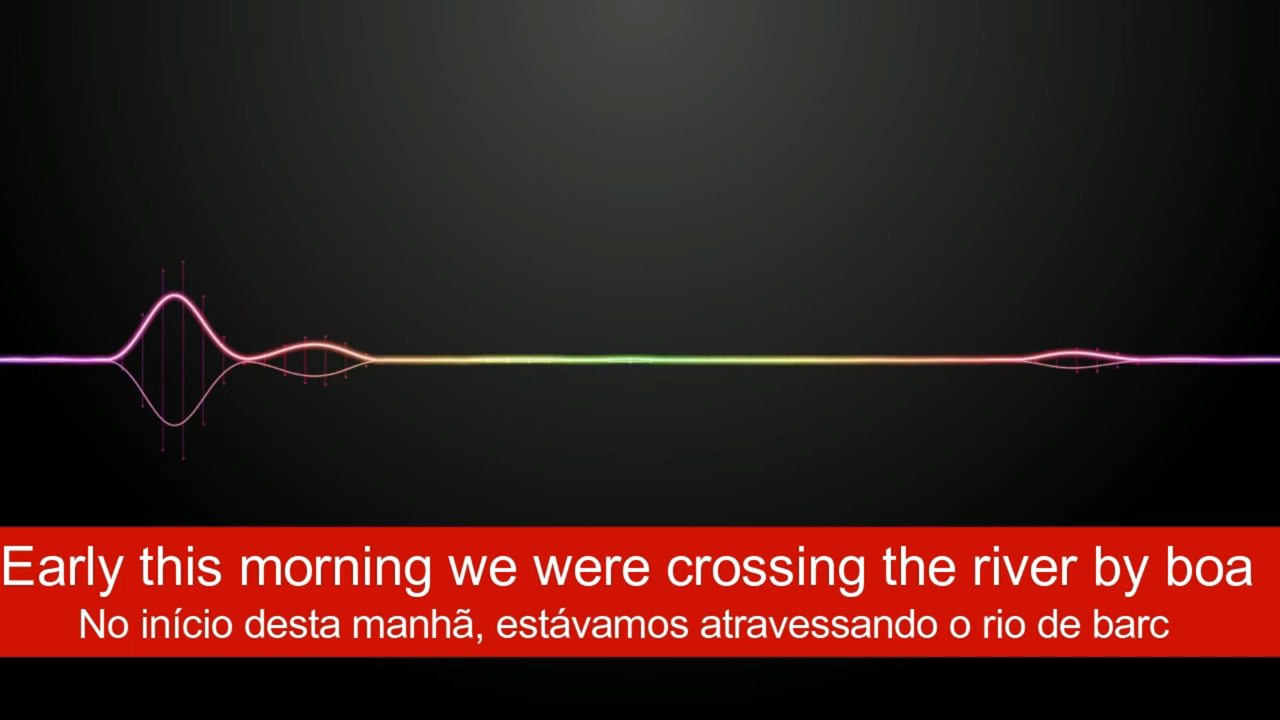 Early this morning we were crossing the river by boa
No início desta manhã, estávamos atravessando o rio de barc